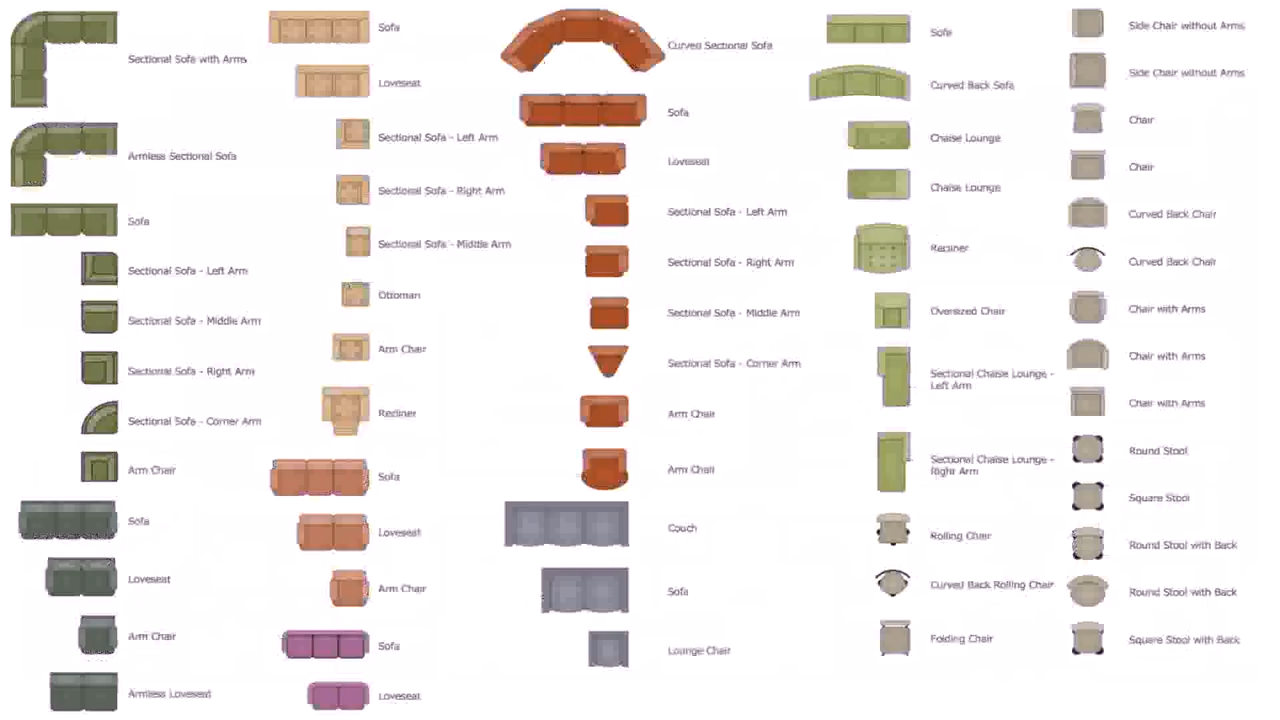 Sectional Sofa with Arms
Armless Sectional Sofa
Sofa
Sectional Sofa - Left Arm
Sectional Sofa - Middle Arm
Sectional Sofa - Right Arm
Sectional Sofa - Corner Arm
Arm Chair
Sofa
Loveseat
Arm Chair
Armless Loveseat
Sofa
Loveseat
Sectional Sofa - Left Arm
Sectional Sofa - Right Arm
Sectional Sofa - Middle Arm
Ottoman
Arm Chair
Recliner
Sofa
Loveseat
Arm Chair
Sofa
Loveseat
Curved Sectional Sofa
Sofa
Loveseat
Sectional Sofa - Left Arm
Sectional Sofa - Right Arm
Sectional Sofa - Middle Arm
Sectional Sofa - Corner Arm
Arm Chair
Arm Chair
Couch
Sofa
Lounge Chair
Sofa
Curved Back Sofa
Chaise Lounge
Chaise Lounge
Recliner
Oversized Chair
Sectional Chaise Lounge -
Left Arm
Sectional Chaise Lounge -
Right Arm
Rolling Chair
Curved Back Rolling Chair
Folding Chair
Side Chair without Arms
Side Chair without Arms
Chair
Chair
Curved Back Chair
Curved Back Chair
Chair with Arms
Chair with Arms
Chair with Arms
Round Stool
Square Stool
Round Stool with Back
Round Stool with Back
Square Stool with Back